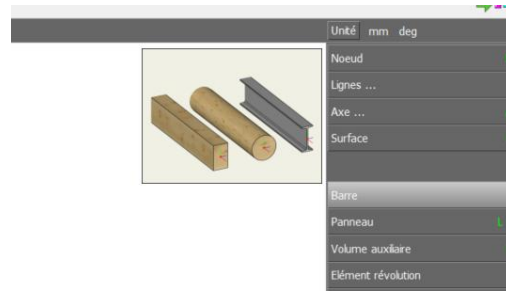 Unité mm deg
Noeud
Lignes ...
Axe ...
Surface
Barre
Panneau L
Volume auxiliaire
Elément révolution